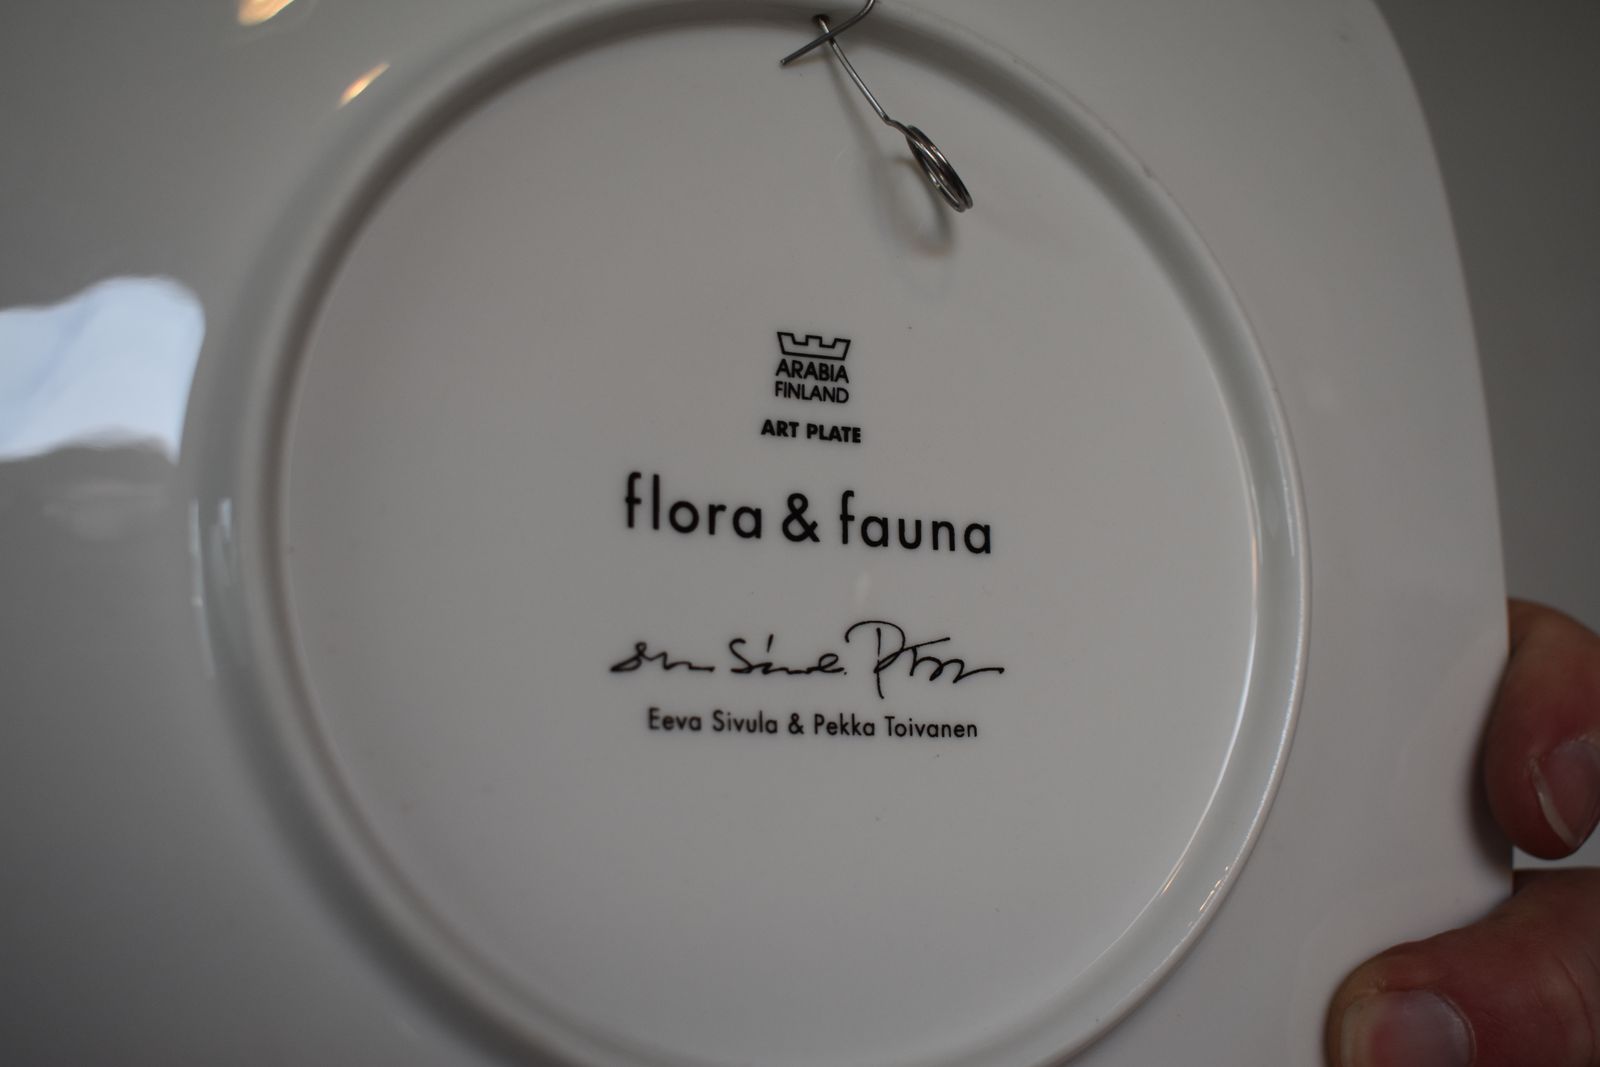 ARABIA
FINLAND
ART PLATE
flora & fauna
Eeva Sivula & Pekka Toivanen